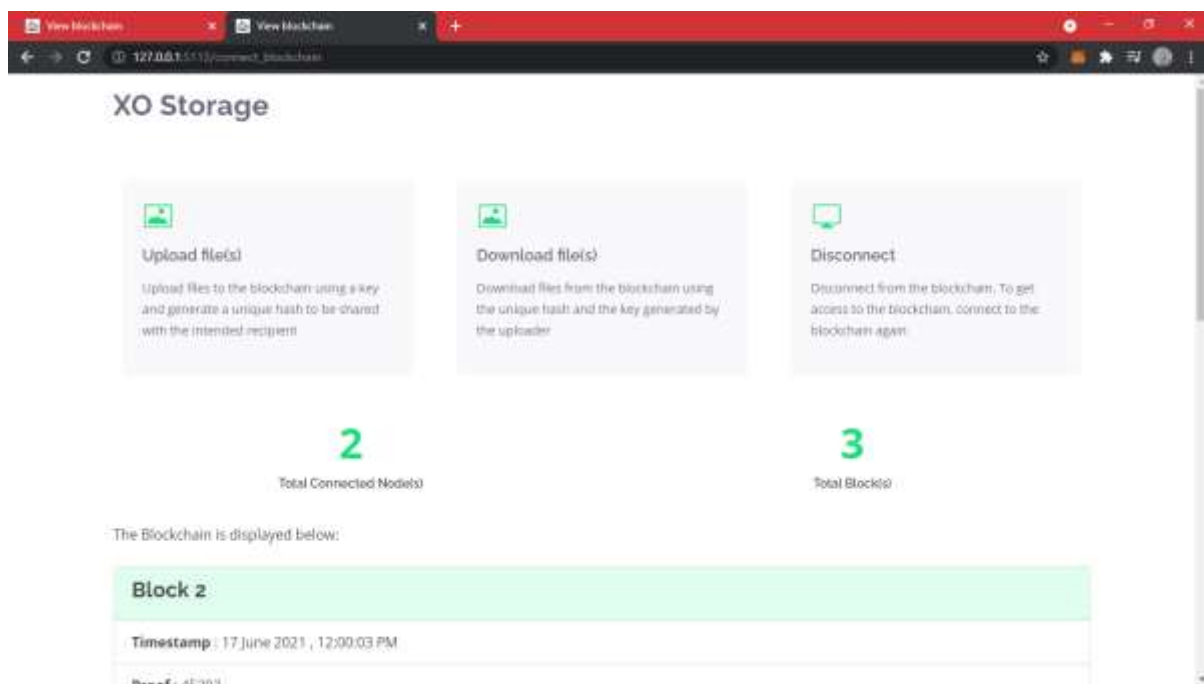 View blockchain
View blockchain
127.0.0.1:5113/connect_blockchain
XO Storage
Upload file(s)
Upload files to the blockchain using a key
and generate a unique hash to be shared
with the intended recipient
Download file(s)
Download files from the blockchain using
the unique hash and the key generated by
the uploader
Disconnect
Disconnect from the blockchain. To get
access to the blockchain, connect to the
blockchain again
2
Total Connected Node(s)
3
Total Block(s)
The Blockchain is displayed below:
Block 2
Timestamp : 17 June 2021 , 12:00:03 PM
Proof :